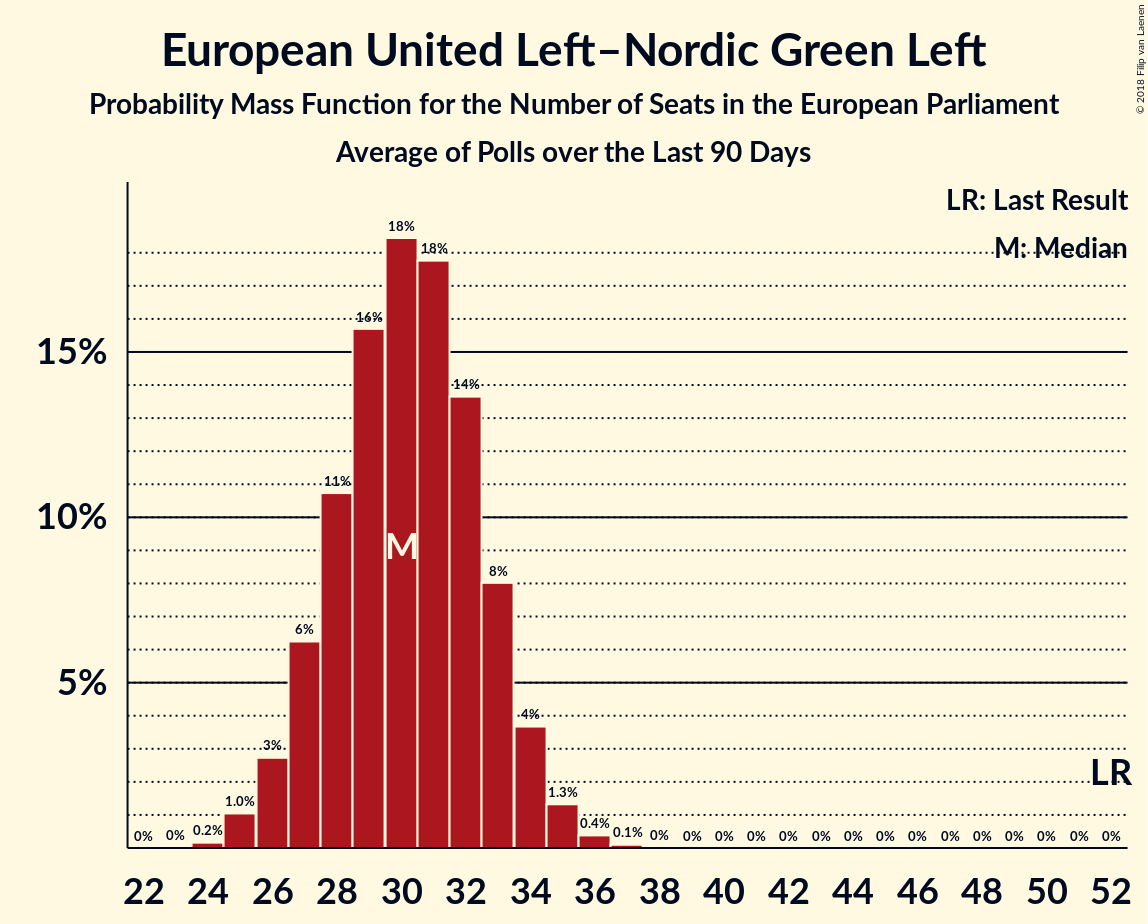 European United Left–Nordic Green Left
Probability Mass Function for the Number of Seats in the European Parliament
Average of Polls over the Last 90 Days
© 2018 Filip van Laenen
LR: Last Result
M: Median
18%
18%
16%
15%
14%
11%
10%
M
8%
6%
5%
4%
3%
LR
1.3%
1.0%
0% 0% 0.2% 0.4% 0.1% 0% 0% 0% 0% 0% 0% 0% 0% 0% 0% 0% 0% 0% 0% 0%
22 24 26 28 30 32 34 36 38 40 42 44 46 48 50 52